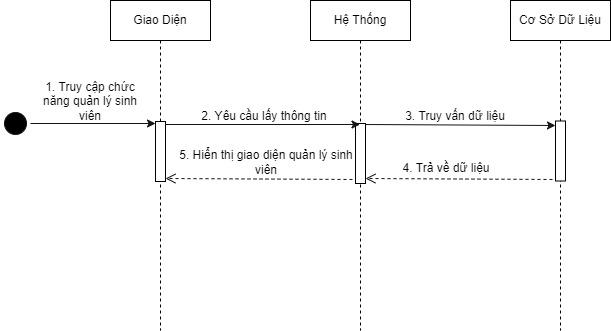 Giao Diện
Hệ Thống
Cơ Sở Dữ Liệu
1. Truy cập chức
năng quản lý sinh
viên
2. Yêu cầu lấy thông tin
3. Truy vấn dữ liệu
5. Hiển thị giao diện quản lý sinh
viên
4. Trả về dữ liệu